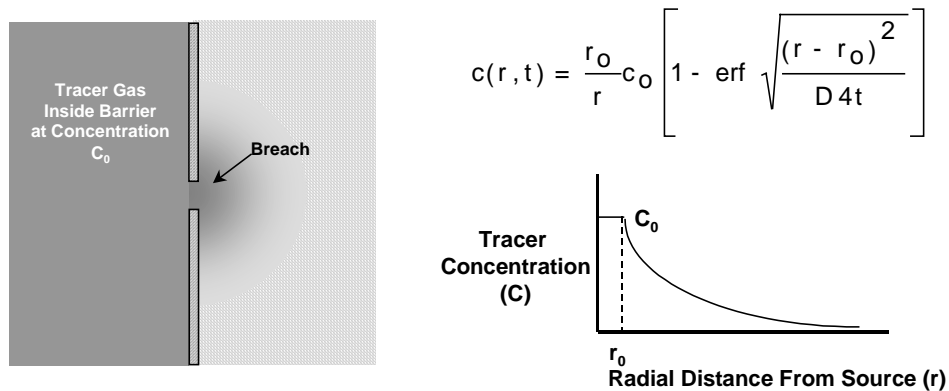 Tracer Gas
Inside Barrier
at Concentration
C₀
Breach
c(r,t) = r₀/r c₀ [1 - erf √((r - r₀)²/(D4t))]
C₀
Tracer
Concentration
(C)
r₀
Radial Distance From Source (r)